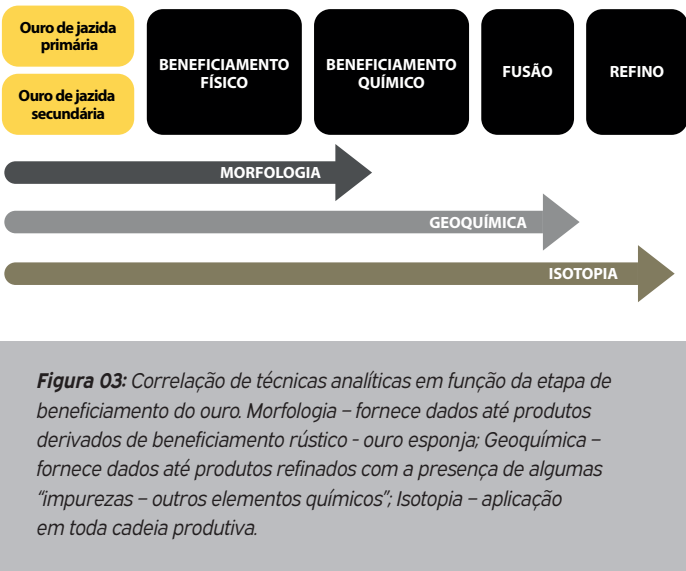 Ouro de jazida
primária
Ouro de jazida
secundária
BENEFICIAMENTO
FÍSICO
BENEFICIAMENTO
QUÍMICO
FUSÃO
REFINO
MORFOLOGIA
GEOQUÍMICA
ISOTOPIA
Figura 03: Correlação de técnicas analíticas em função da etapa de
beneficiamento do ouro. Morfologia – fornece dados até produtos
derivados de beneficiamento rústico - ouro esponja; Geoquímica –
fornece dados até produtos refinados com a presença de algumas
“impurezas – outros elementos químicos”; Isotopia – aplicação
em toda cadeia produtiva.